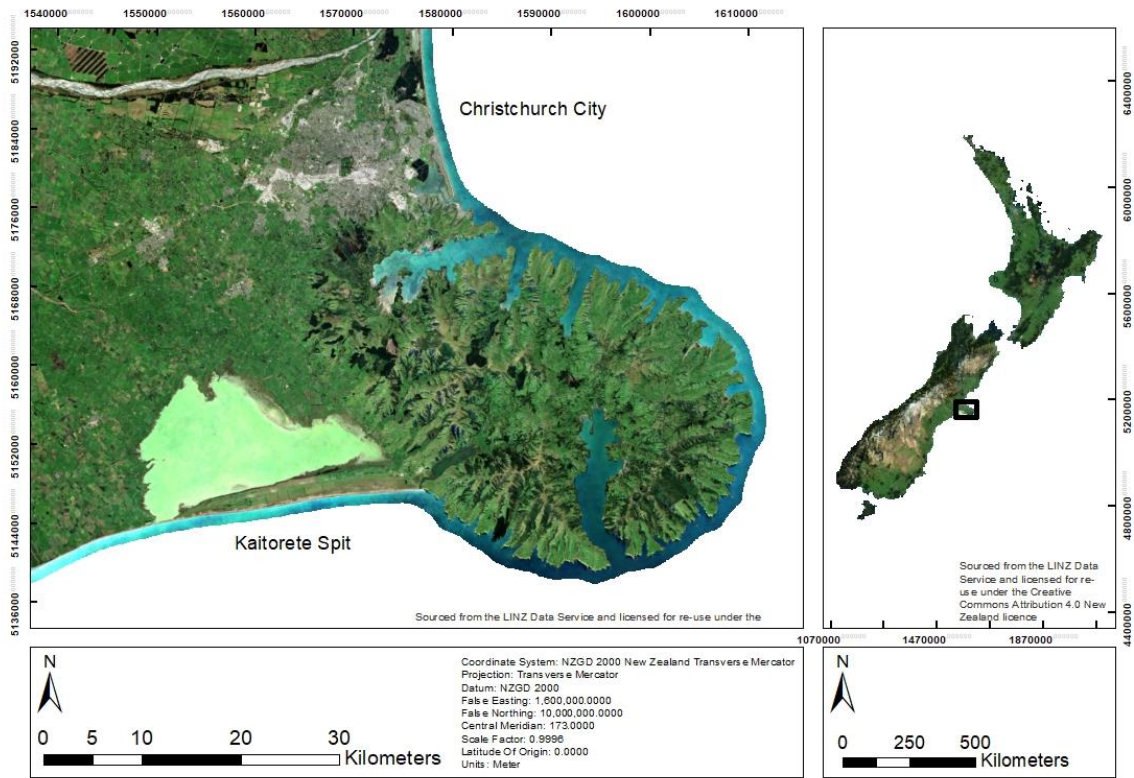 1540000 1550000 1560000 1570000 1580000 1590000 1600000 1610000
5192000
5184000
5176000
5168000
5160000
5152000
5144000
5136000
Christchurch City
Kaitorete Spit
Sourced from the LINZ Data Service and licensed for re-use under the
6400000
6000000
5600000
5200000
4800000
4400000
Sourced from the LINZ Data
Service and licensed for re-
use under the Creative
Commons Attribution 4.0 New
Zealand licence
1070000 1470000 1870000
N
0 5 10 20 30
Kilometers
Coordinate System: NZGD 2000 New Zealand Transverse Mercator
Projection: Transverse Mercator
Datum: NZGD 2000
False Easting: 1,600,000.0000
False Northing: 10,000,000.0000
Central Meridian: 173.0000
Scale Factor: 0.9996
Latitude Of Origin: 0.0000
Units: Meter
N
0 250 500
Kilometers